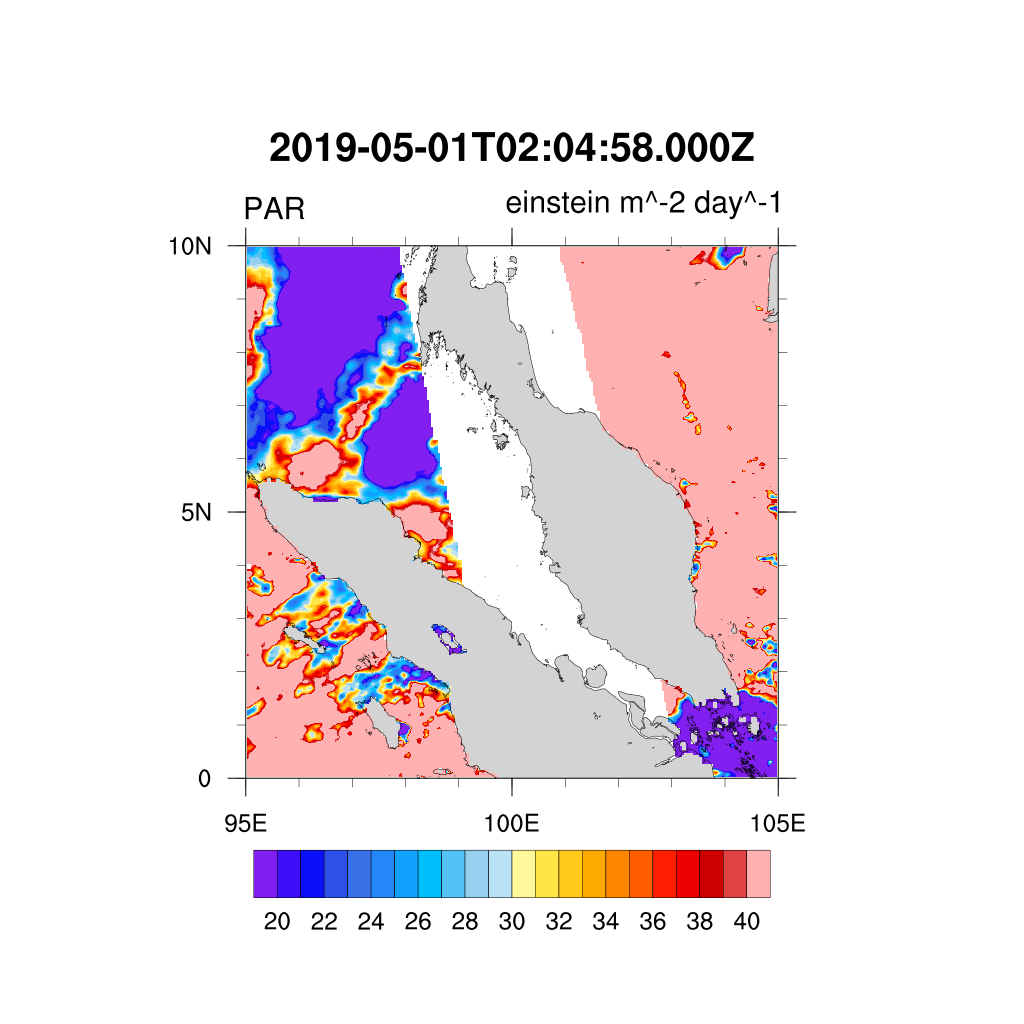 2019-05-01T02:04:58.000Z
PAR einstein m^-2 day^-1
10N
5N
0
95E 100E 105E
20 22 24 26 28 30 32 34 36 38 40